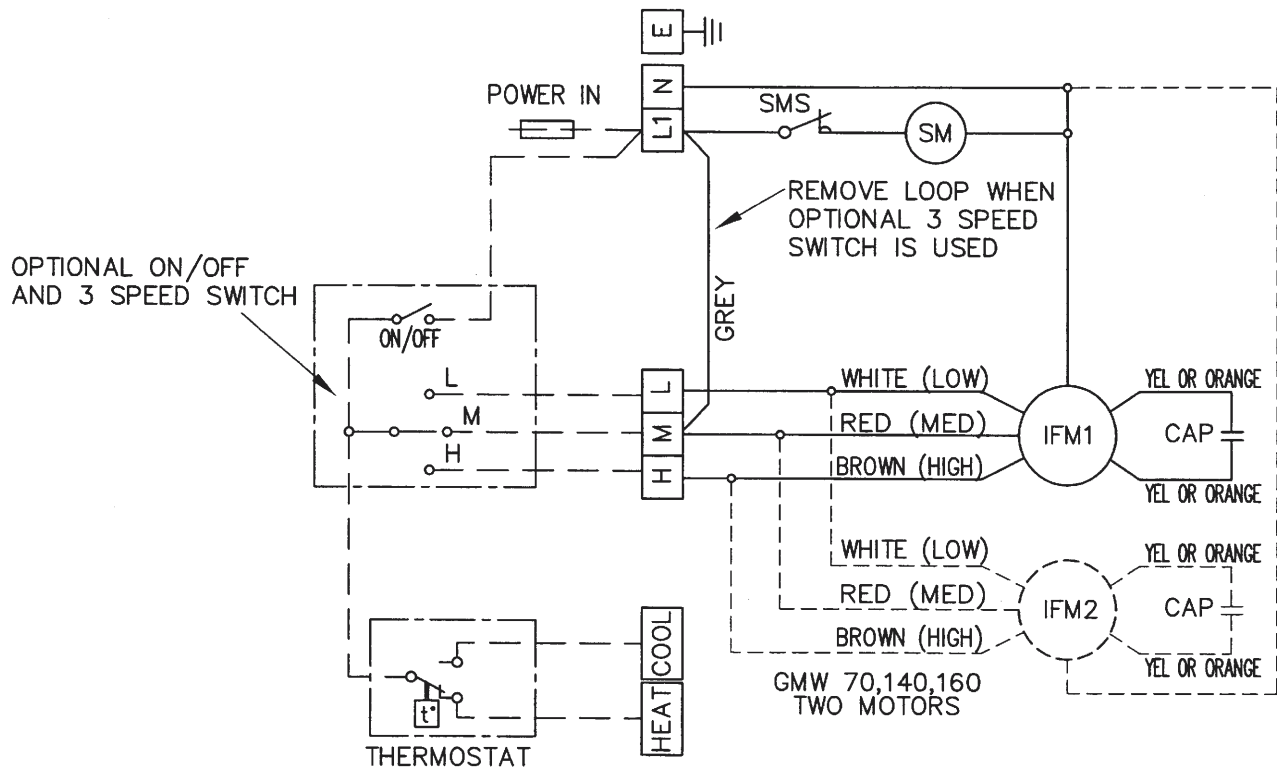 E
N
POWER IN
SMS
L1
SM
REMOVE LOOP WHEN
OPTIONAL 3 SPEED
SWITCH IS USED
OPTIONAL ON/OFF
AND 3 SPEED SWITCH
GREY
ON/OFF
L
L
WHITE (LOW)
YEL OR ORANGE
M
M
RED (MED)
IFM1
CAP
H
H
BROWN (HIGH)
YEL OR ORANGE
WHITE (LOW)
YEL OR ORANGE
RED (MED)
IFM2
CAP
BROWN (HIGH)
YEL OR ORANGE
COOL
GMW 70,140,160
TWO MOTORS
t°
HEAT
THERMOSTAT